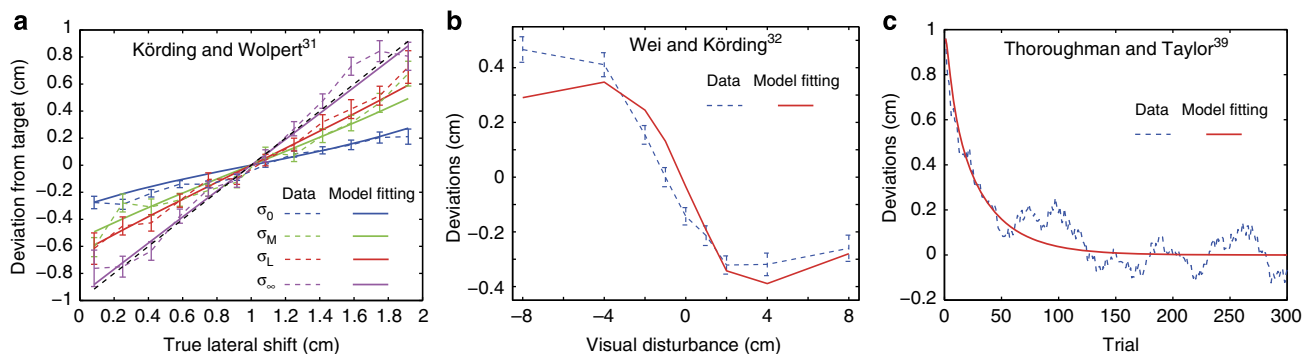 a
Körding and Wolpert31
Deviation from target (cm)
1
0.8
0.6
0.4
0.2
0
−0.2
−0.4
−0.6
−0.8
−1
Data Model fitting
σ0
σM
σL
σ∞
0 0.2 0.4 0.6 0.8 1 1.2 1.4 1.6 1.8 2
True lateral shift (cm)
b
Wei and Körding32
Data Model fitting
Deviations (cm)
0.4
0.2
0
−0.2
−0.4
−8 −4 0 4 8
Visual disturbance (cm)
c
Thoroughman and Taylor39
Data Model fitting
Deviations (cm)
1
0.8
0.6
0.4
0.2
0
−0.2
0 50 100 150 200 250 300
Trial